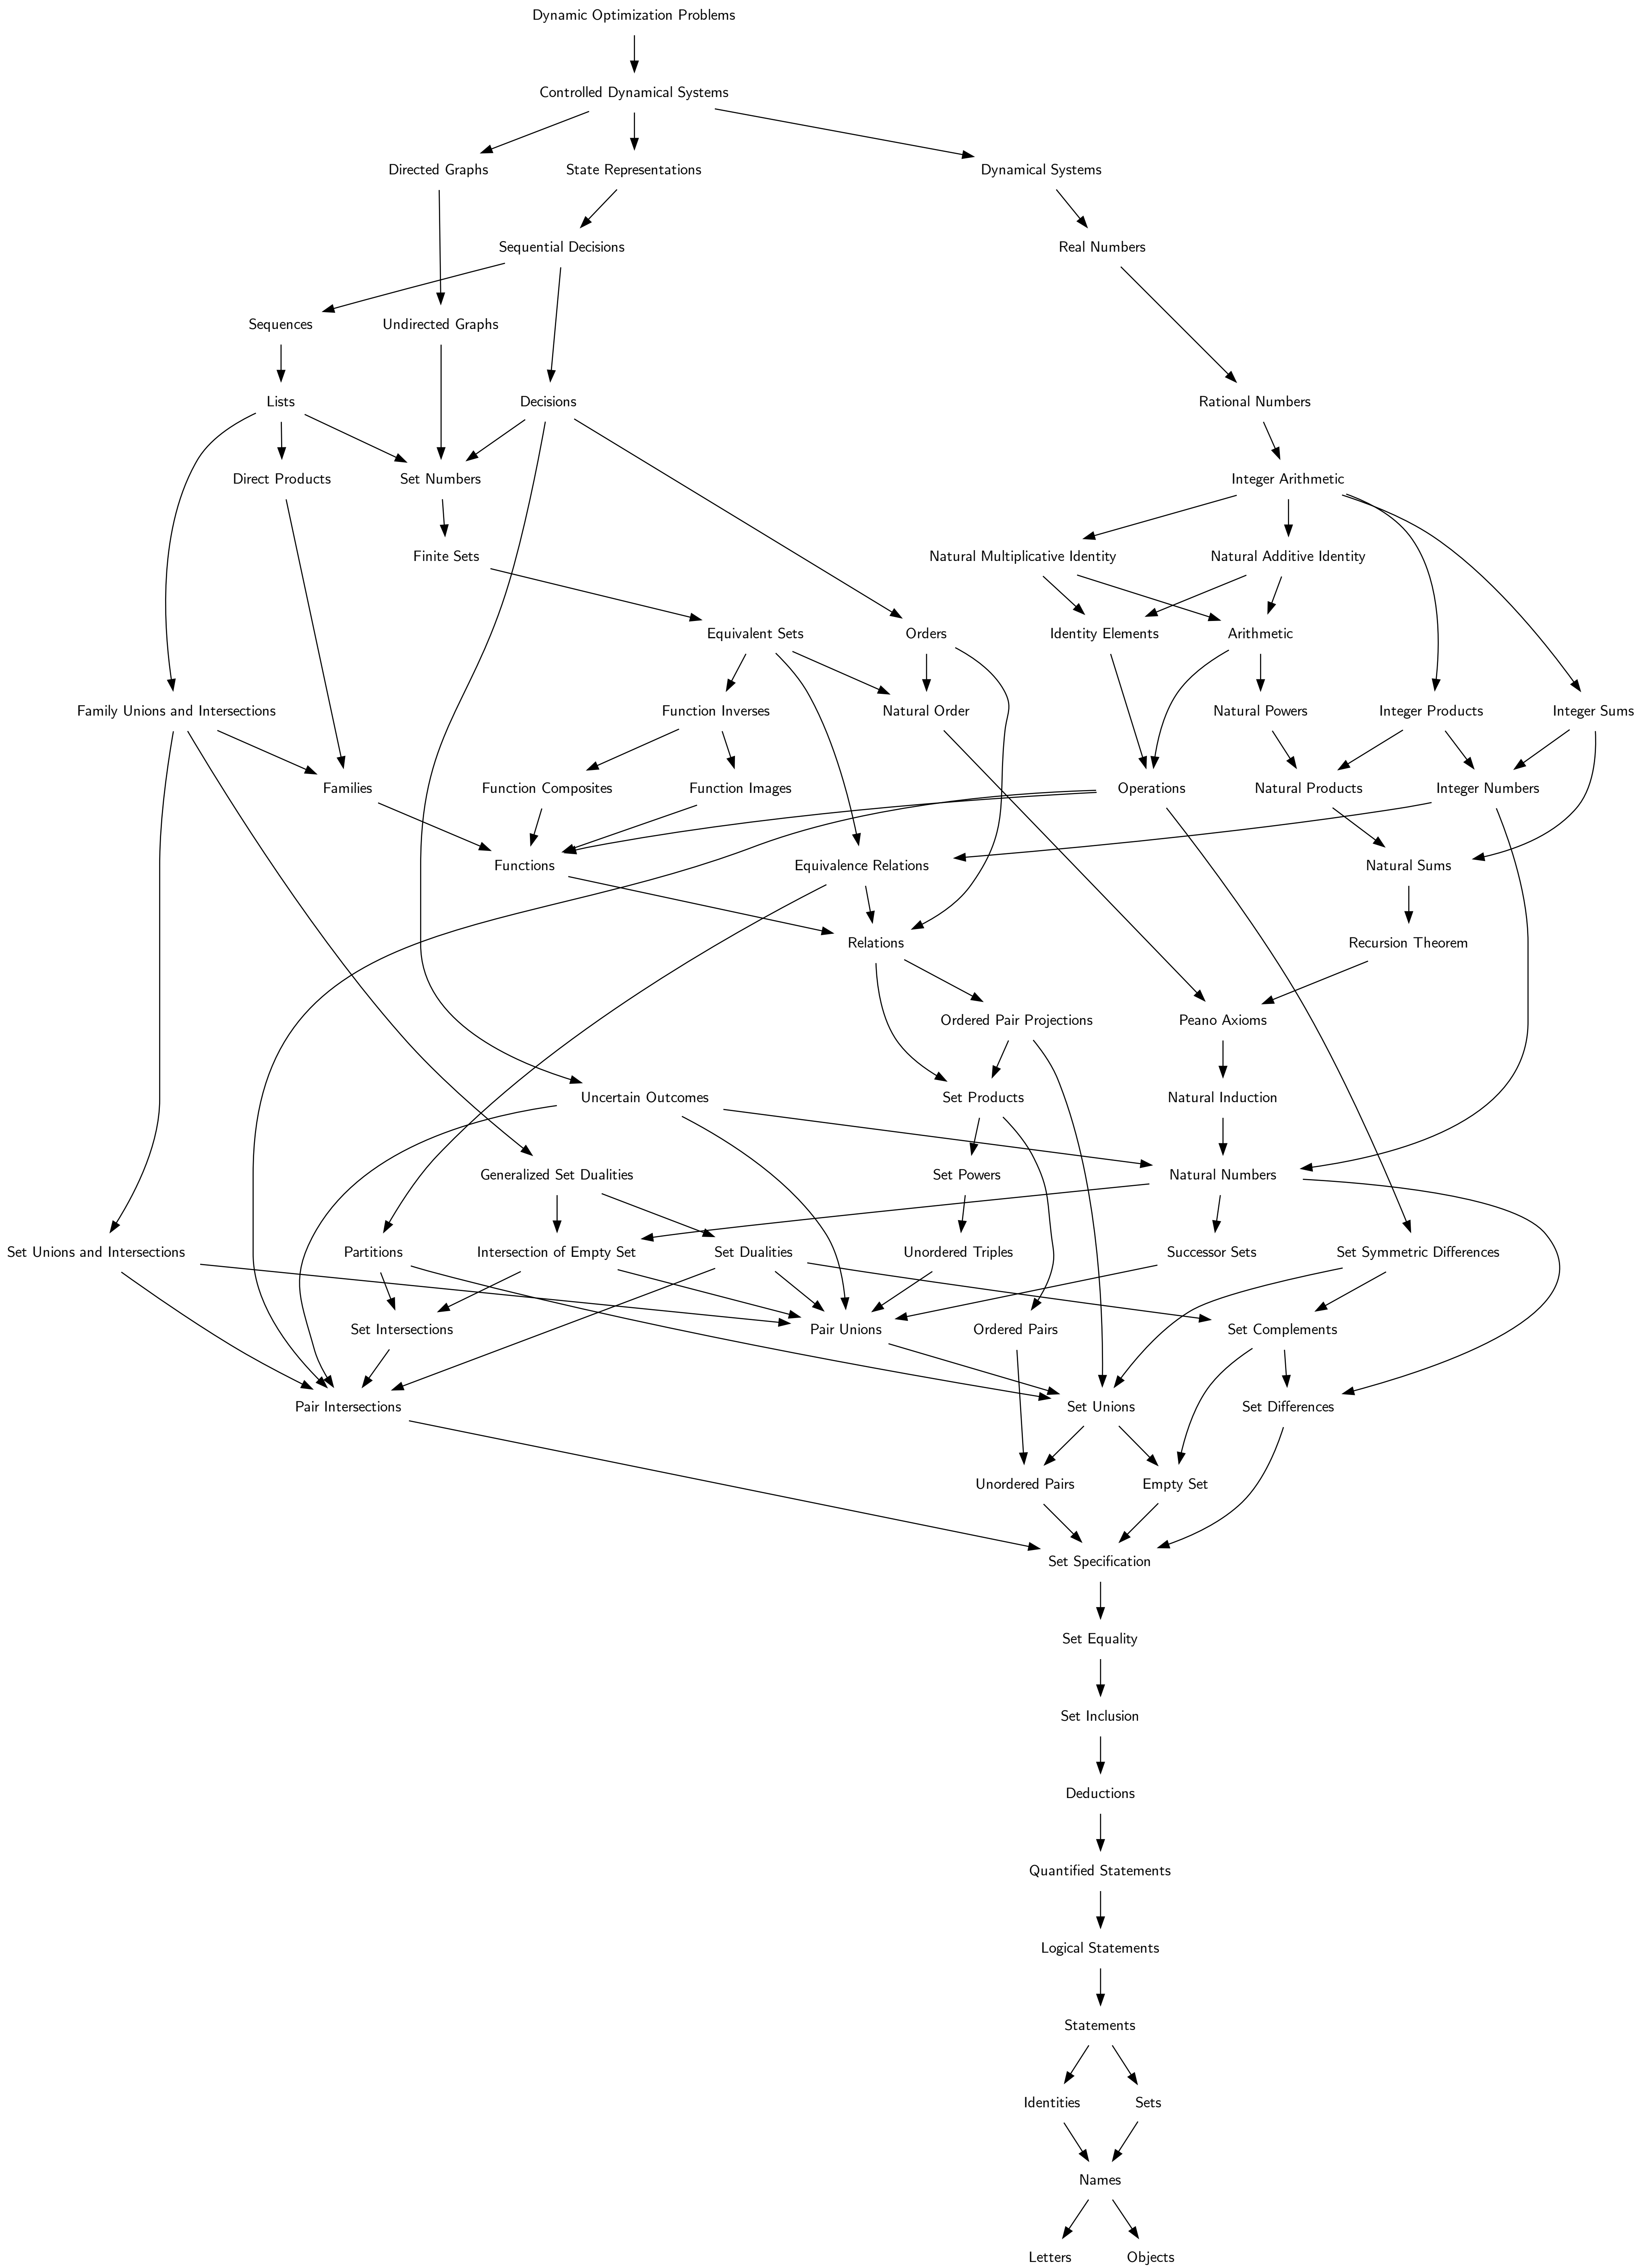 Dynamic Optimization Problems
Controlled Dynamical Systems
Directed Graphs
State Representations
Dynamical Systems
Sequential Decisions
Real Numbers
Sequences
Undirected Graphs
Lists
Decisions
Rational Numbers
Direct Products
Set Numbers
Integer Arithmetic
Finite Sets
Natural Multiplicative Identity
Natural Additive Identity
Equivalent Sets
Orders
Identity Elements
Arithmetic
Family Unions and Intersections
Function Inverses
Natural Order
Natural Powers
Integer Products
Integer Sums
Families
Function Composites
Function Images
Operations
Natural Products
Integer Numbers
Functions
Equivalence Relations
Natural Sums
Relations
Recursion Theorem
Ordered Pair Projections
Peano Axioms
Uncertain Outcomes
Set Products
Natural Induction
Generalized Set Dualities
Set Powers
Natural Numbers
Set Unions and Intersections
Partitions
Intersection of Empty Set
Set Dualities
Unordered Triples
Successor Sets
Set Symmetric Differences
Set Intersections
Pair Unions
Ordered Pairs
Set Complements
Pair Intersections
Set Unions
Set Differences
Unordered Pairs
Empty Set
Set Specification
Set Equality
Set Inclusion
Deductions
Quantified Statements
Logical Statements
Statements
Identities
Sets
Names
Letters
Objects